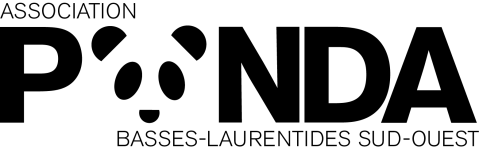 ASSOCIATION
PANDA
BASSES-LAURENTIDES SUD-OUEST